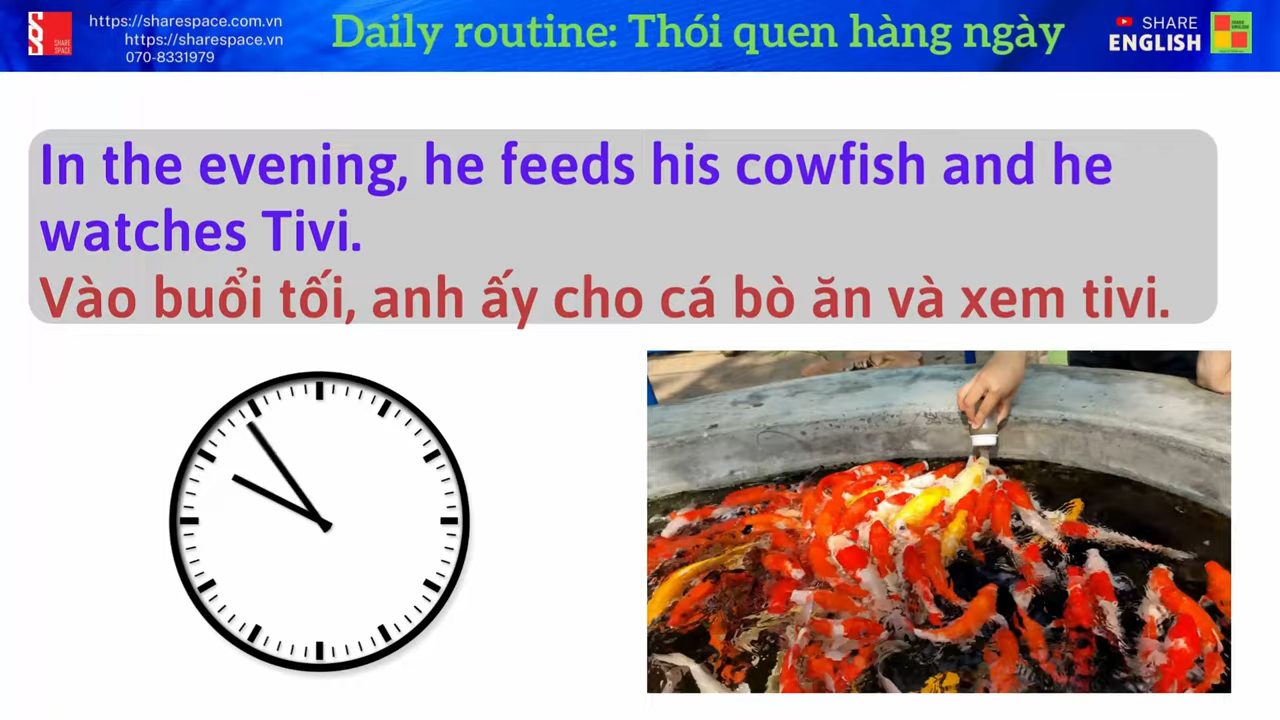 https://sharespace.com.vn
https://sharespace.vn
070-8331979
SHARE
SPACE
Daily routine: Thói quen hàng ngày
SHARE
ENGLISH
In the evening, he feeds his cowfish and he
watches Tivi.
Vào buổi tối, anh ấy cho cá bò ăn và xem tivi.